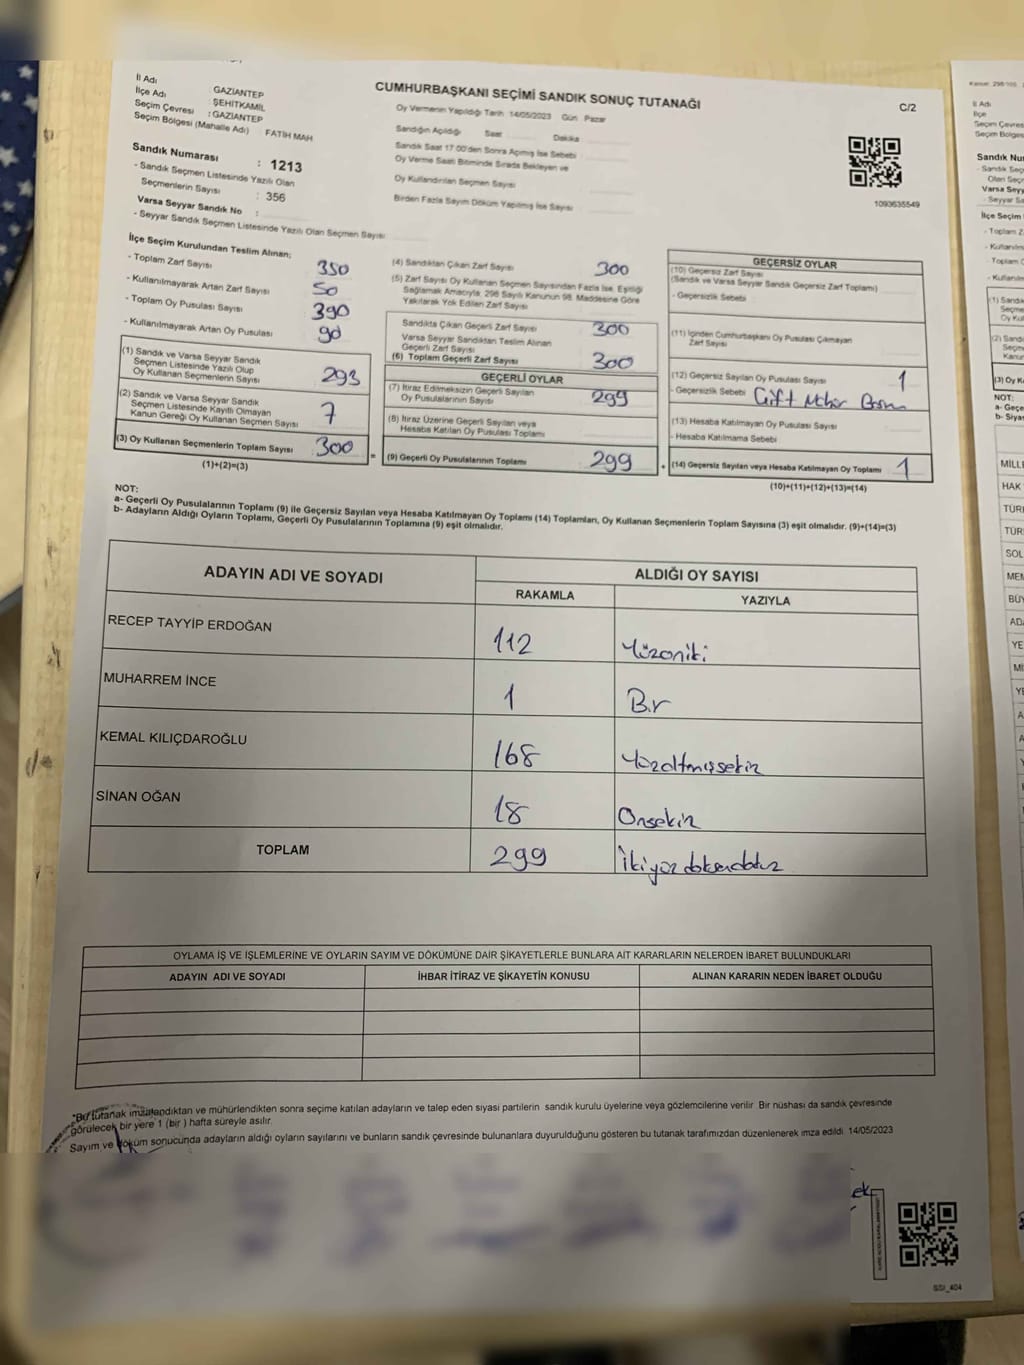 İl Adı
GAZİANTEP
İlçe Adı
ŞEHİTKAMİL
Seçim Çevresi : GAZİANTEP
Seçim Bölgesi (Mahalle Adı) FATİH MAH
CUMHURBAŞKANI SEÇİMİ SANDIK SONUÇ TUTANAĞI
C/2
Oy Vermenin Yapıldığı Tarih 14/05/2023 Gün Pazar
Sandığın Açıldığı Saat Dakika
Sandık Saat 17.00'den Sonra Açılmış İse Sebebi
Oy Verme Saati Bitiminde Sırada Bekleyen ve
Oy Kullandırılan Seçmen Sayısı
Birden Fazla Sayım Döküm Yapılmış İse Sayısı
1093635549
Sandık Numarası : 1213
- Sandık Seçmen Listesinde Yazılı Olan
Seçmenlerin Sayısı : 356
Varsa Seyyar Sandık No :
- Seyyar Sandık Seçmen Listesinde Yazılı Olan Seçmen Sayısı
İlçe Seçim Kurulundan Teslim Alınan;
- Toplam Zarf Sayısı 350
- Kullanılmayarak Artan Zarf Sayısı 50
- Toplam Oy Pusulası Sayısı 390
- Kullanılmayarak Artan Oy Pusulası 90
(1) Sandık ve Varsa Seyyar Sandık
Seçmen Listesinde Yazılı Olup
Oy Kullanan Seçmenlerin Sayısı 293
(2) Sandık ve Varsa Seyyar Sandık
Seçmen Listesinde Kayıtlı Olmayan
Kanun Gereği Oy Kullanan Seçmen Sayısı 7
(3) Oy Kullanan Seçmenlerin Toplam Sayısı 300
(1)+(2)=(3)
(4) Sandıktan Çıkan Zarf Sayısı 300
(5) Zarf Sayısı Oy Kullanan Seçmen Sayısından Fazla İse, Eşitliği
Sağlamak Amacıyla, 298 Sayılı Kanunun 98. Maddesine Göre
Yakılarak Yok Edilen Zarf Sayısı
Sandıkta Çıkan Geçerli Zarf Sayısı 300
Varsa Seyyar Sandıktan Teslim Alınan
Geçerli Zarf Sayısı
(6) Toplam Geçerli Zarf Sayısı 300
GEÇERLİ OYLAR
(7) İtiraz Edilmeksizin Geçerli Sayılan
Oy Pusulalarının Sayısı 299
(8) İtiraz Üzerine Geçerli Sayılan veya
Hesaba Katılan Oy Pusulası Toplamı
= (9) Geçerli Oy Pusulalarının Toplamı 299
GEÇERSİZ OYLAR
(10) Geçersiz Zarf Sayısı
(Sandık ve Varsa Seyyar Sandık Geçersiz Zarf Toplamı)
- Geçersizlik Sebebi
(11) İçinden Cumhurbaşkanı Oy Pusulası Çıkmayan
Zarf Sayısı
(12) Geçersiz Sayılan Oy Pusulası Sayısı 1
- Geçersizlik Sebebi Çift Mühür
(13) Hesaba Katılmayan Oy Pusulası Sayısı
- Hesaba Katılmama Sebebi
+ (14) Geçersiz Sayılan veya Hesaba Katılmayan Oy Toplamı 1
(10)+(11)+(12)+(13)=(14)
NOT:
a- Geçerli Oy Pusulalarının Toplamı (9) ile Geçersiz Sayılan veya Hesaba Katılmayan Oy Toplamı (14) Toplamları, Oy Kullanan Seçmenlerin Toplam Sayısına (3) eşit olmalıdır. (9)+(14)=(3)
b- Adayların Aldığı Oyların Toplamı, Geçerli Oy Pusulalarının Toplamına (9) eşit olmalıdır.
ADAYIN ADI VE SOYADI
ALDIĞI OY SAYISI
RAKAMLA YAZIYLA
RECEP TAYYİP ERDOĞAN 112 Yüzoniki
MUHARREM İNCE 1 Bir
KEMAL KILIÇDAROĞLU 168 Yüzaltmışsekiz
SİNAN OĞAN 18 Onsekiz
TOPLAM 299 İkiyüzdoksandokuz
OYLAMA İŞ VE İŞLEMLERİNE VE OYLARIN SAYIM VE DÖKÜMÜNE DAİR ŞİKAYETLERLE BUNLARA AİT KARARLARIN NELERDEN İBARET BULUNDUKLARI
ADAYIN ADI VE SOYADI İHBAR İTİRAZ VE ŞİKAYETİN KONUSU ALINAN KARARIN NEDEN İBARET OLDUĞU
*Bu tutanak imzalandıktan ve mühürlendikten sonra seçime katılan adayların ve talep eden siyasi partilerin sandık kurulu üyelerine veya gözlemcilerine verilir. Bir nüshası da sandık çevresinde
görülecek bir yere 1 (bir) hafta süreyle asılır.
Sayım ve döküm sonucunda adayların aldığı oyların sayılarını ve bunların sandık çevresinde bulunanlara duyurulduğunu gösteren bu tutanak tarafımızdan düzenlenerek imza edildi. 14/05/2023
SSİ_404
İl Adı
İlçe
Seçim Çevres
Seçim Bölges
Varsa Seyy
İlçe Seçim
NOT:
MİLL
HAK
TÜR
SOL
BÜY
AD
YE